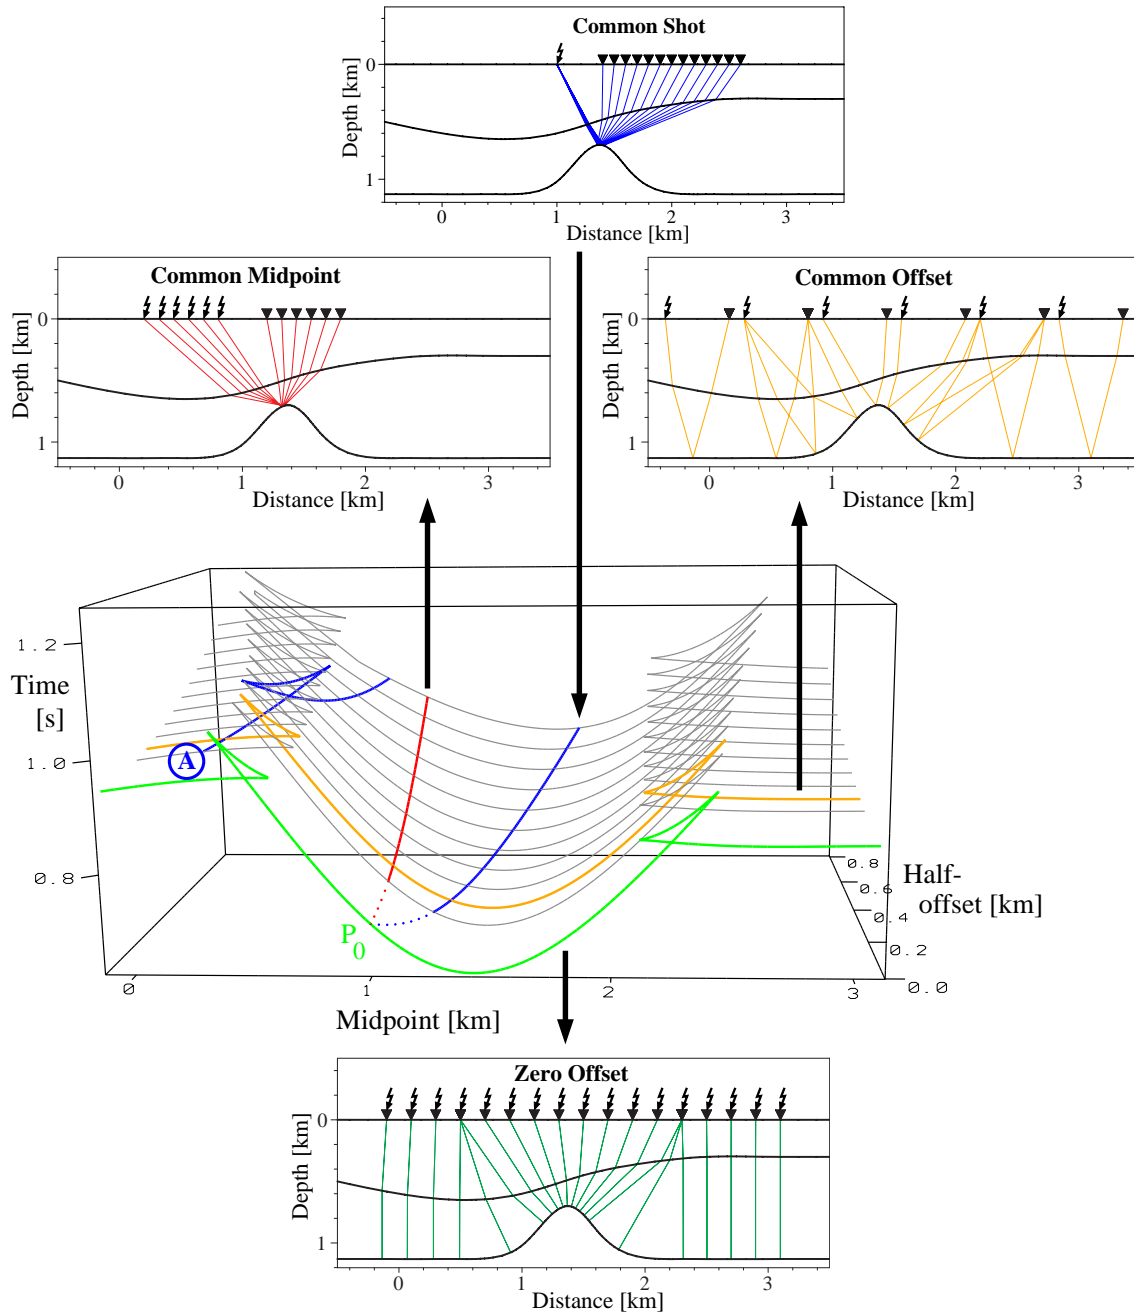 Common Shot
0
1
Depth [km]
0 1 2 3
Distance [km]
Common Midpoint
0
1
Depth [km]
0 1 2 3
Distance [km]
Common Offset
0
1
Depth [km]
0 1 2 3
Distance [km]
1.2
Time
[s]
1.0
0.8
A
P0
0.8
0.6
0.4
0.2
0.0
Half-
offset [km]
0 1 2 3
Midpoint [km]
Zero Offset
0
1
Depth [km]
0 1 2 3
Distance [km]